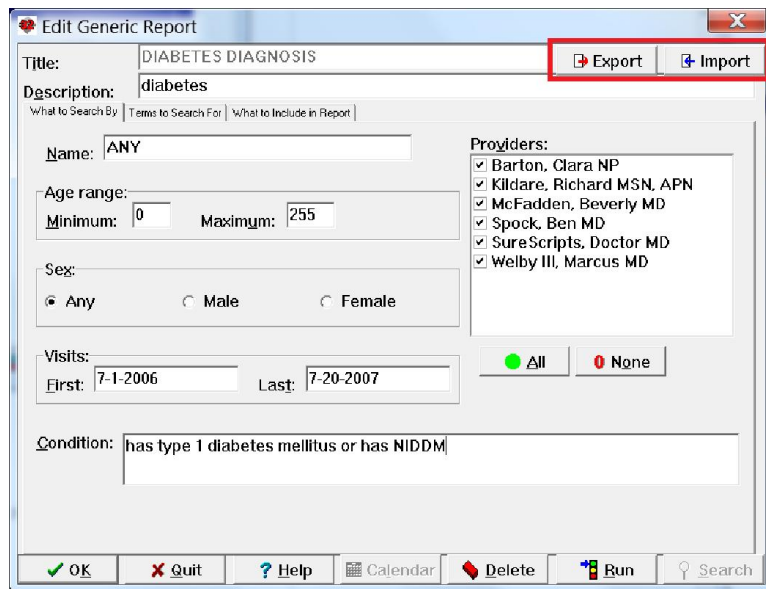 Edit Generic Report
Title: DIABETES DIAGNOSIS Export Import
Description: diabetes
What to Search By Terms to Search For What to Include in Report
Name: ANY
Providers:
Barton, Clara NP
Kildare, Richard MSN, APN
McFadden, Beverly MD
Spock, Ben MD
SureScripts, Doctor MD
Welby III, Marcus MD
Age range:
Minimum: 0 Maximum: 255
Sex:
Any Male Female
All 0 None
Visits:
First: 7-1-2006 Last: 7-20-2007
Condition: has type 1 diabetes mellitus or has NIDDM
OK Quit ? Help Calendar Delete Run Search